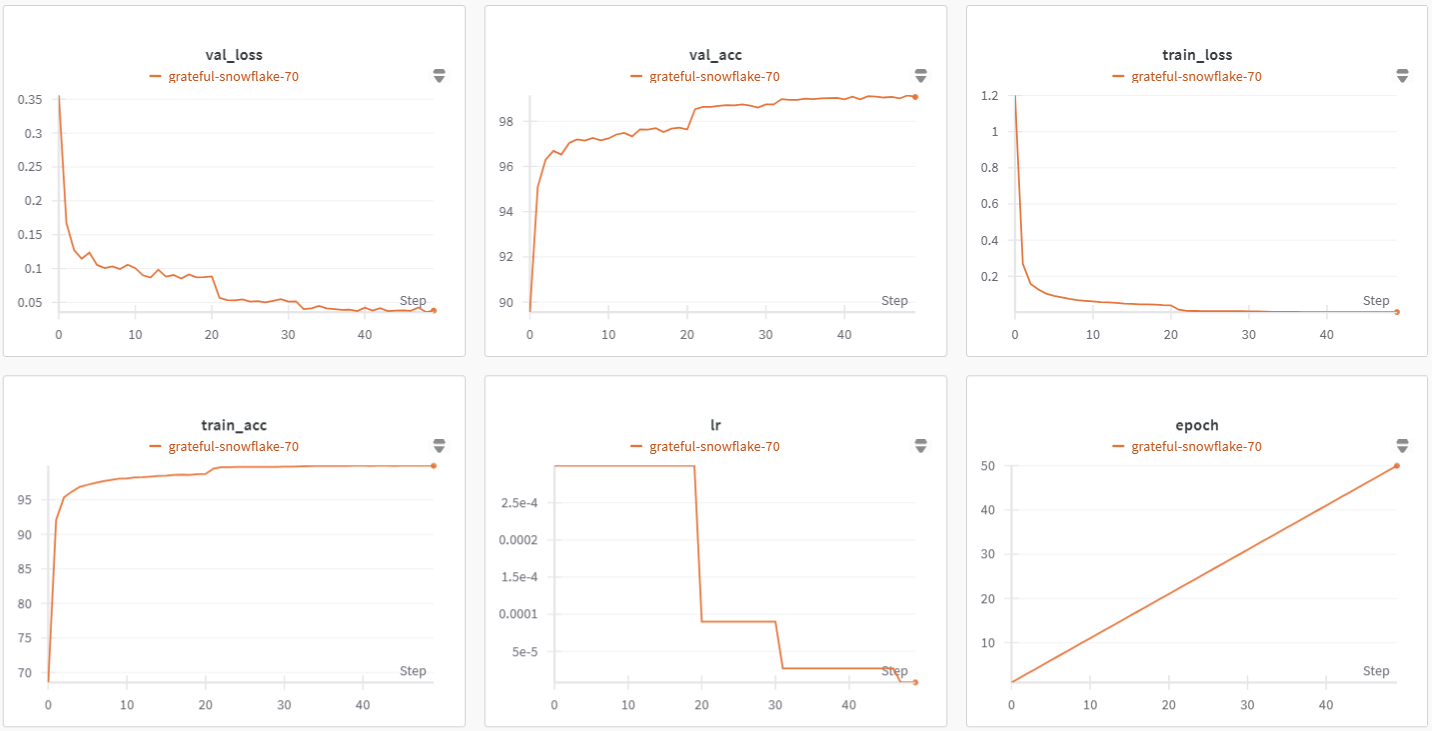 val_loss
grateful-snowflake-70
0.35
0.3
0.25
0.2
0.15
0.1
0.05
Step
0 10 20 30 40
val_acc
grateful-snowflake-70
98
96
94
92
90
Step
0 10 20 30 40
train_loss
grateful-snowflake-70
1.2
1
0.8
0.6
0.4
0.2
Step
0 10 20 30 40
train_acc
grateful-snowflake-70
95
90
85
80
75
70
Step
0 10 20 30 40
lr
grateful-snowflake-70
2.5e-4
0.0002
1.5e-4
0.0001
5e-5
Step
0 10 20 30 40
epoch
grateful-snowflake-70
50
40
30
20
10
Step
0 10 20 30 40